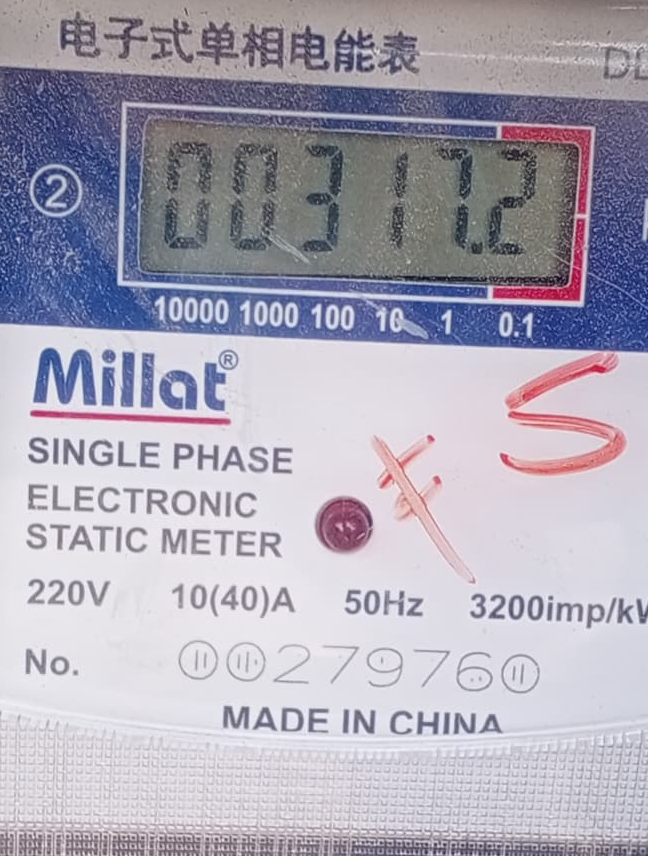 电子式单相电能表
②
00317.2
10000 1000 100 10 1 0.1
Millat®
SINGLE PHASE
ELECTRONIC
STATIC METER
5
220V 10(40)A 50Hz 3200imp/kW
No. 002797600
MADE IN CHINA